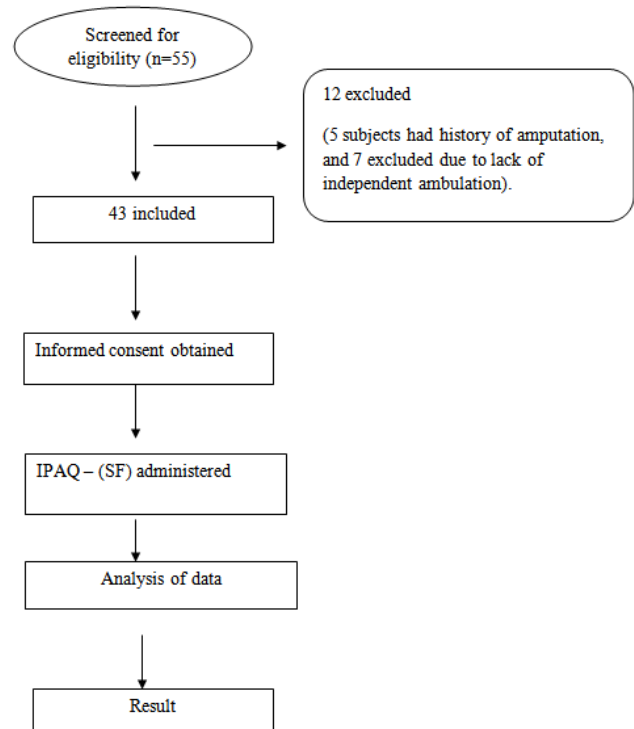 Screened for
eligibility (n=55)
12 excluded
(5 subjects had history of amputation,
and 7 excluded due to lack of
independent ambulation).
43 included
Informed consent obtained
IPAQ – (SF) administered
Analysis of data
Result